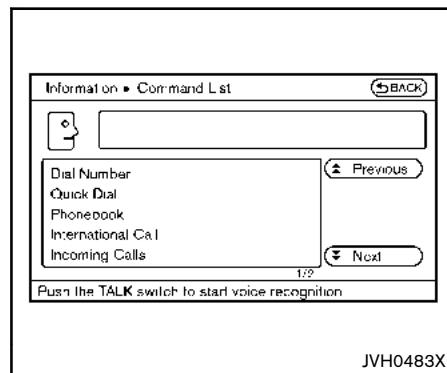 Information • Command List
BACK
Dial Number
Quick Dial
Phonebook
International Call
Incoming Calls
Previous
Next
1/2
Push the TALK switch to start voice recognition
JVH0483X